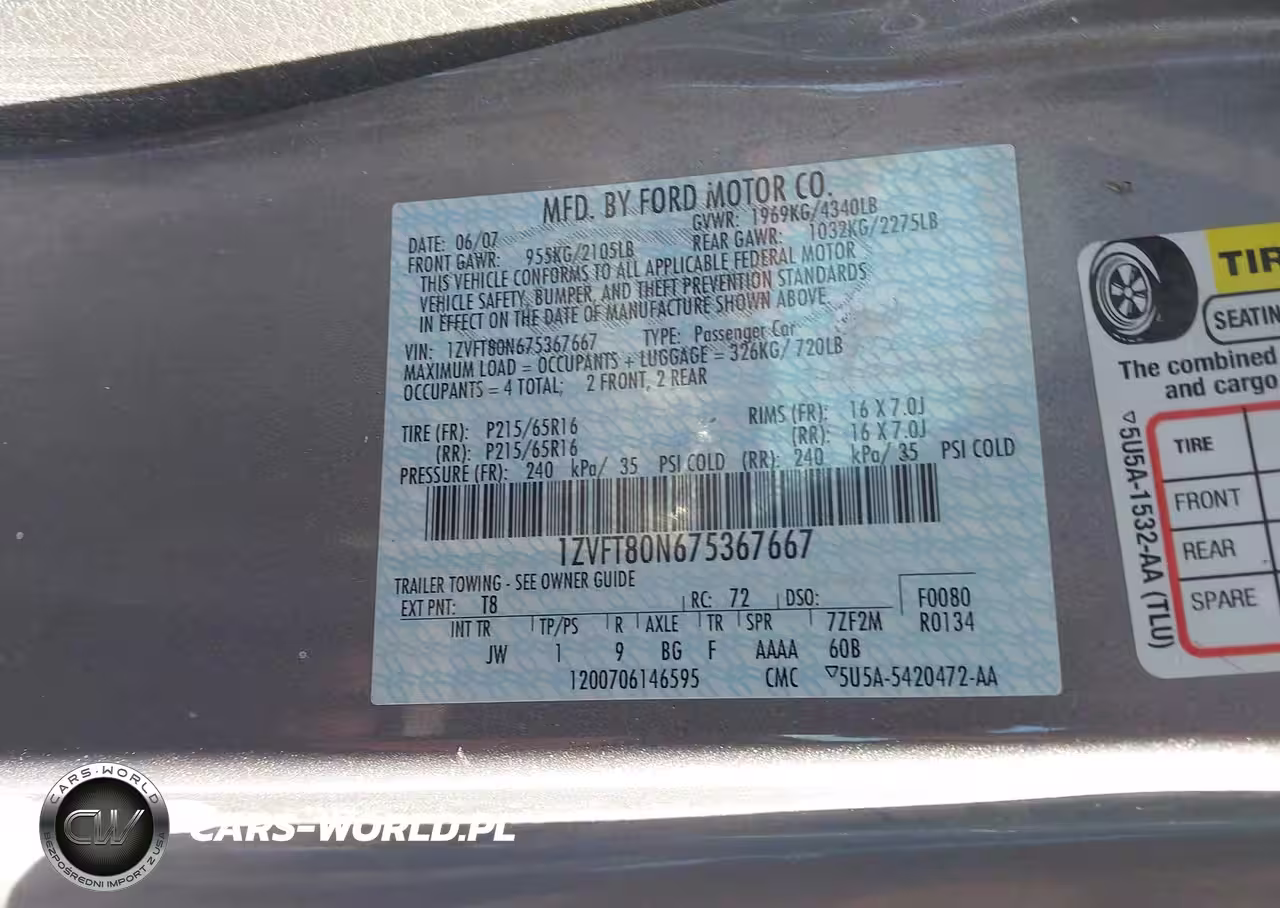 MFD. BY FORD MOTOR CO.
DATE: 06/07 GVWR: 1969KG/4340LB
FRONT GAWR: 955KG/2105LB REAR GAWR: 1032KG/2275LB
THIS VEHICLE CONFORMS TO ALL APPLICABLE FEDERAL MOTOR
VEHICLE SAFETY, BUMPER, AND THEFT PREVENTION STANDARDS
IN EFFECT ON THE DATE OF MANUFACTURE SHOWN ABOVE.
VIN: 1ZVFT80N675367667 TYPE: Passenger Car
MAXIMUM LOAD = OCCUPANTS + LUGGAGE = 326KG/ 720LB
OCCUPANTS = 4 TOTAL; 2 FRONT, 2 REAR
TIRE (FR): P215/65R16 RIMS (FR): 16 X 7.0J
(RR): P215/65R16 (RR): 16 X 7.0J
PRESSURE (FR): 240 kPa/ 35 PSI COLD (RR): 240 kPa/ 35 PSI COLD
1ZVFT80N675367667
TRAILER TOWING - SEE OWNER GUIDE
EXT PNT: T8 RC: 72 DSO: F0080
INT TR TP/PS R AXLE TR SPR 7ZF2M R0134
JW 1 9 BG F AAAA 60B
1200706146595 CMC ▽5U5A-5420472-AA
TIR
SEATIN
The combined
and cargo
TIRE
FRONT
REAR
SPARE
▽5U5A-1532-AA (TLU)
CARS-WORLD
CW
BEZPOŚREDNI IMPORT Z USA
CARS-WORLD.PL